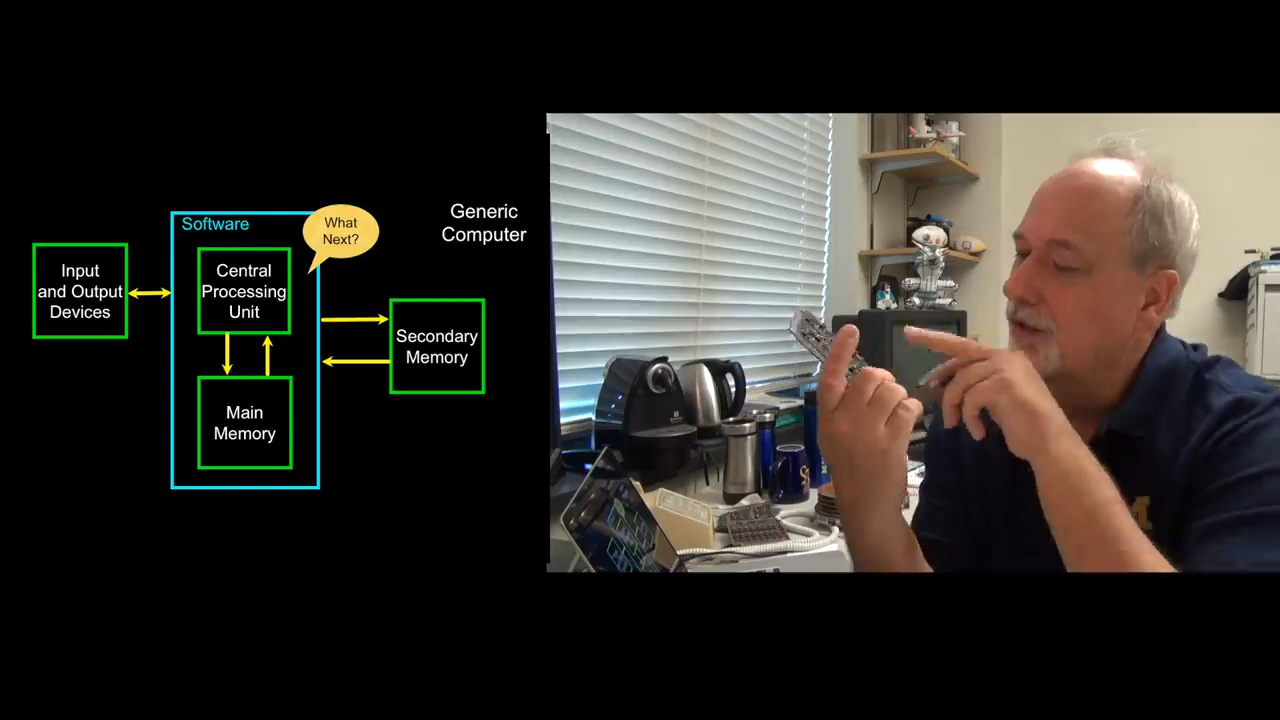 Generic
Computer
Software
What
Next?
Input
and Output
Devices
Central
Processing
Unit
Secondary
Memory
Main
Memory